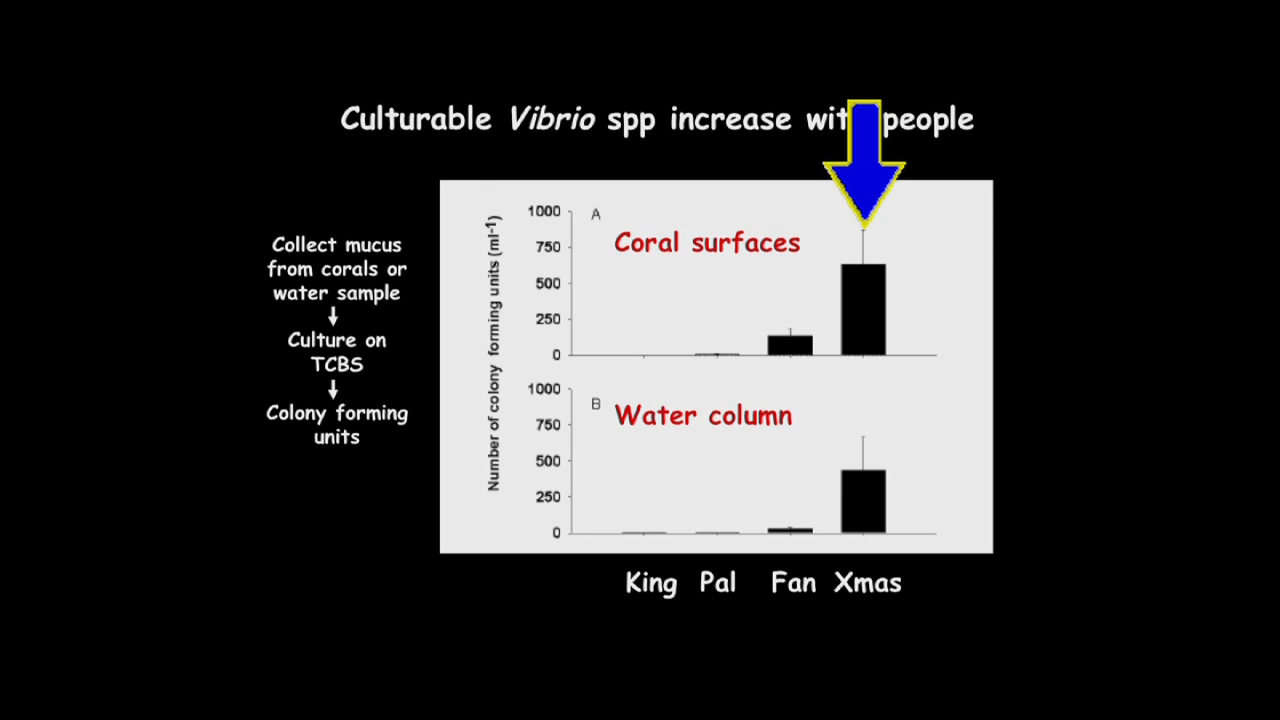 Culturable Vibrio spp increase wit people
Collect mucus
from corals or
water sample
Culture on
TCBS
Colony forming
units
Number of colony forming units (ml-1)
1000
750
500
250
0
A
Coral surfaces
1000
750
500
250
0
B
Water column
King Pal Fan Xmas